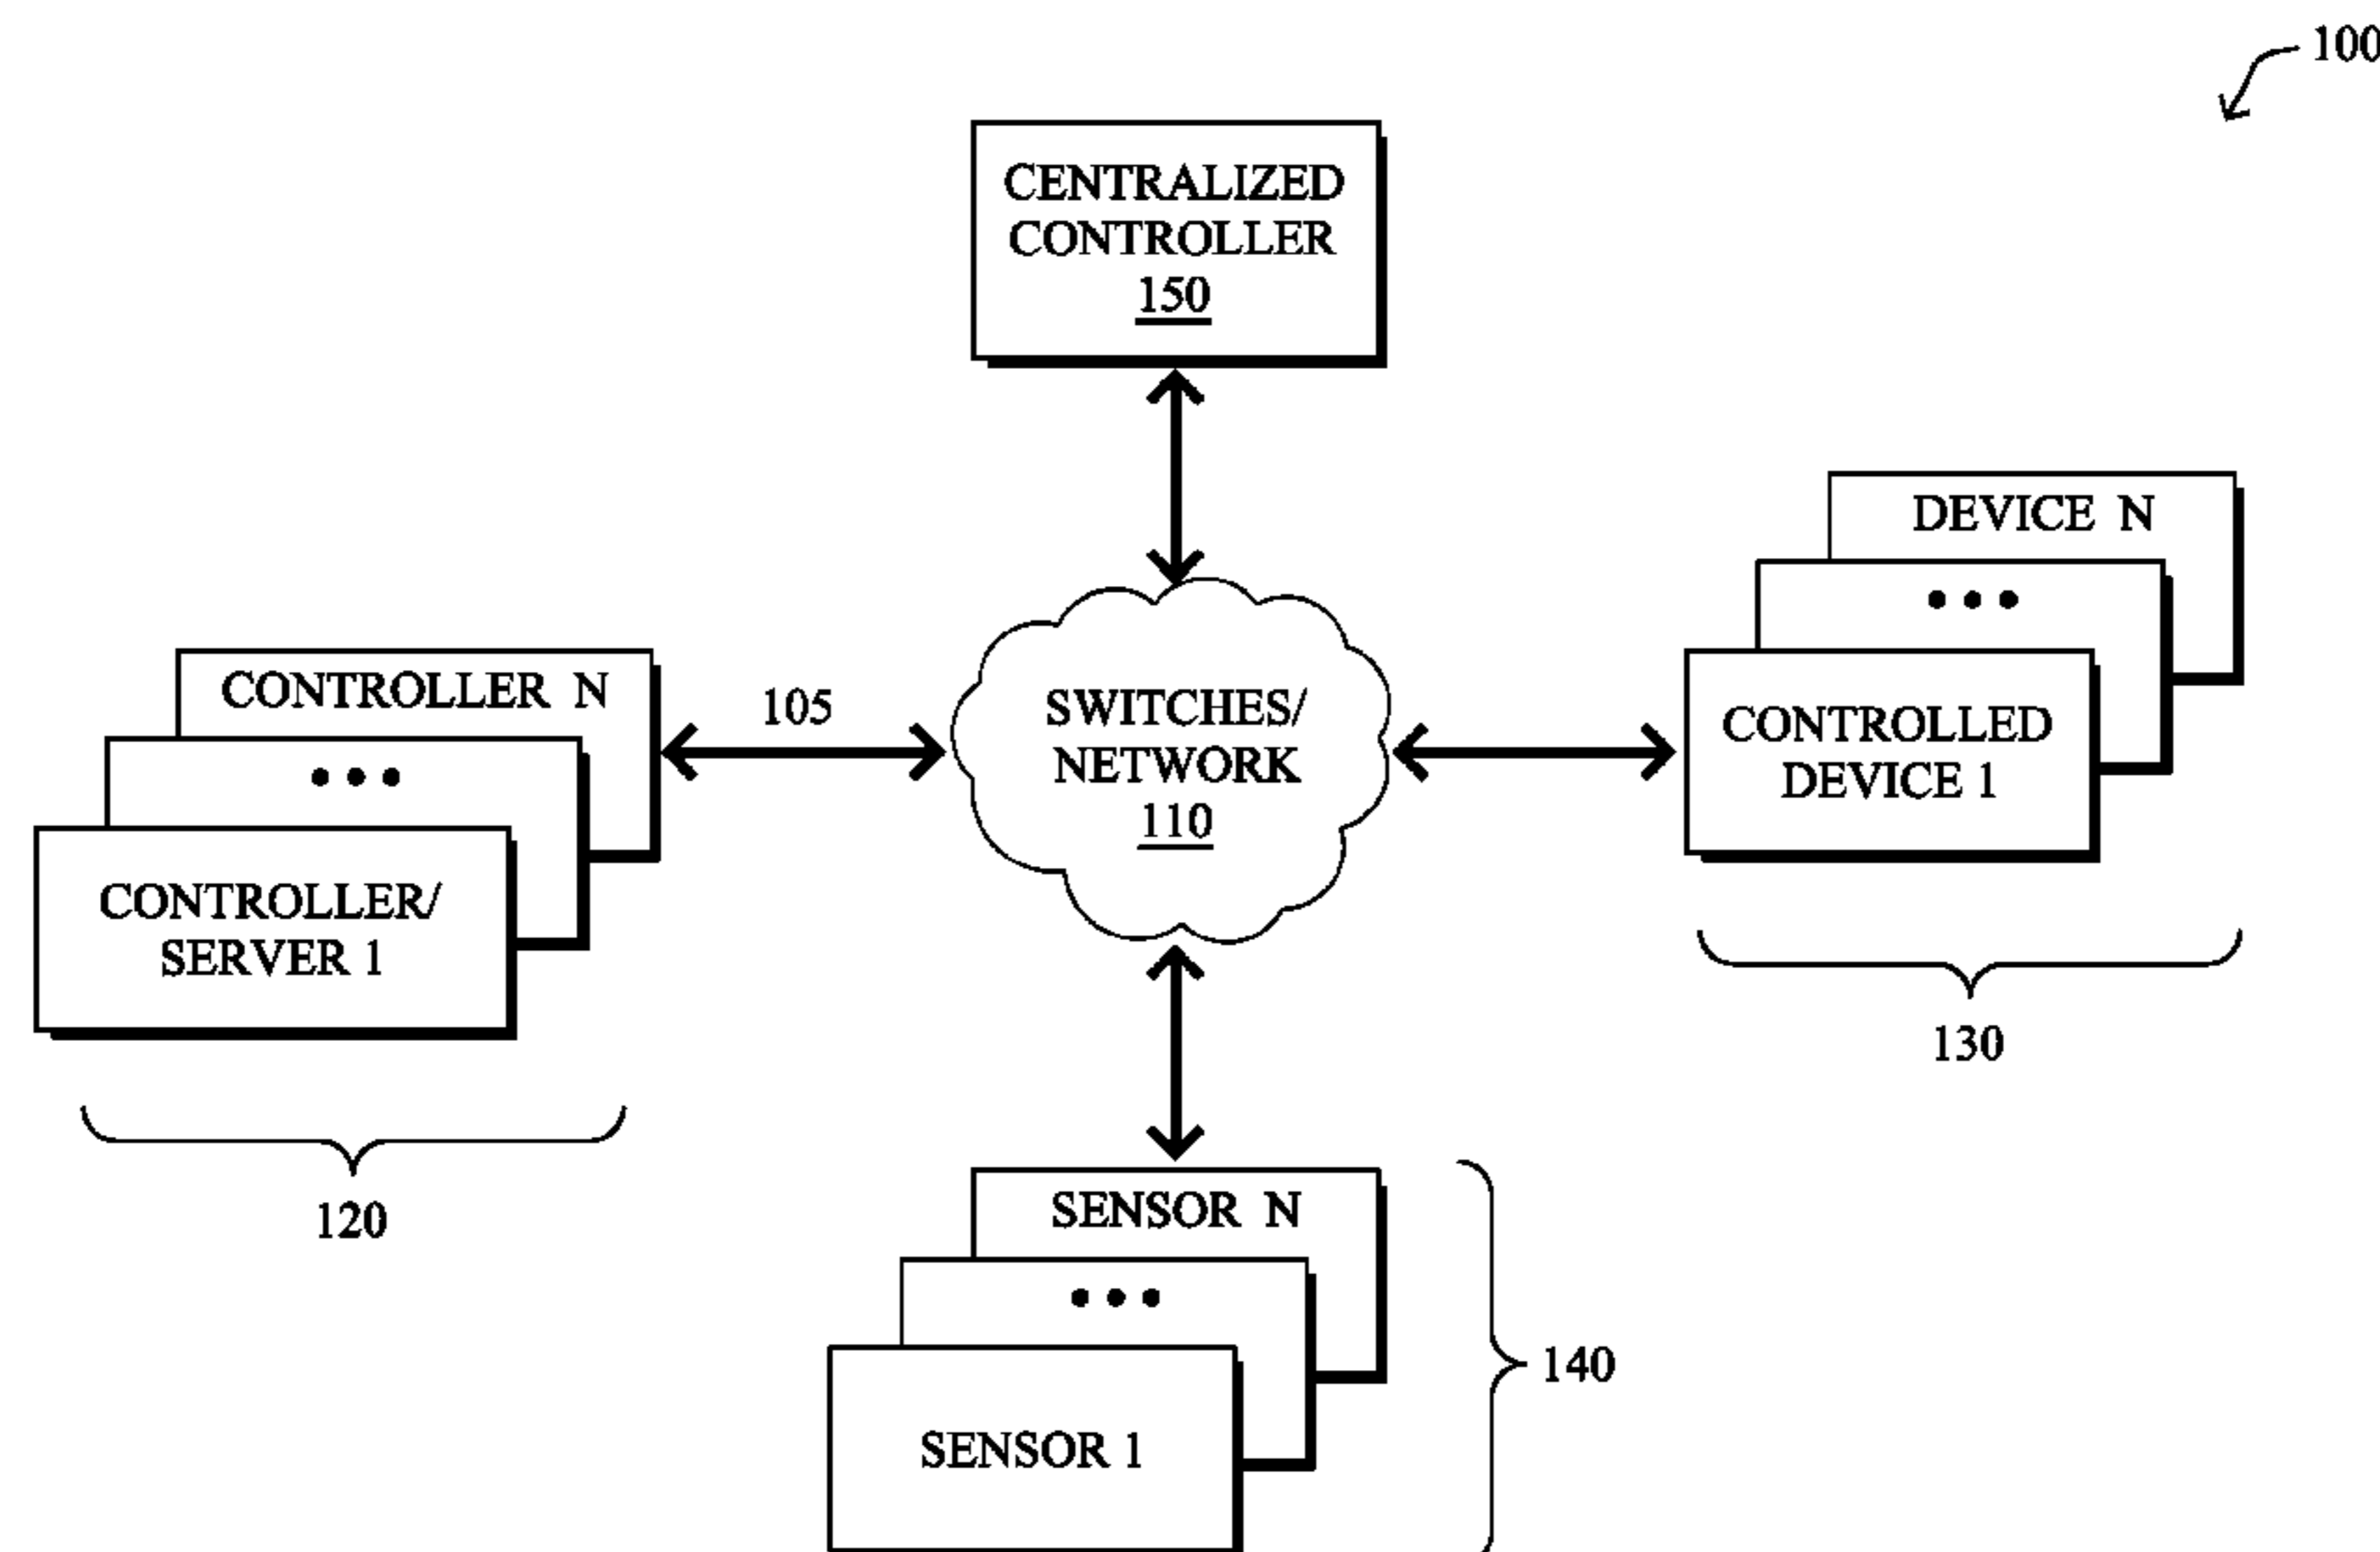 100
CENTRALIZED
CONTROLLER
150
DEVICE N
• • •
CONTROLLED
DEVICE 1
130
CONTROLLER N
• • •
CONTROLLER/
SERVER 1
120
105
SWITCHES/
NETWORK
110
SENSOR N
• • •
SENSOR 1
140